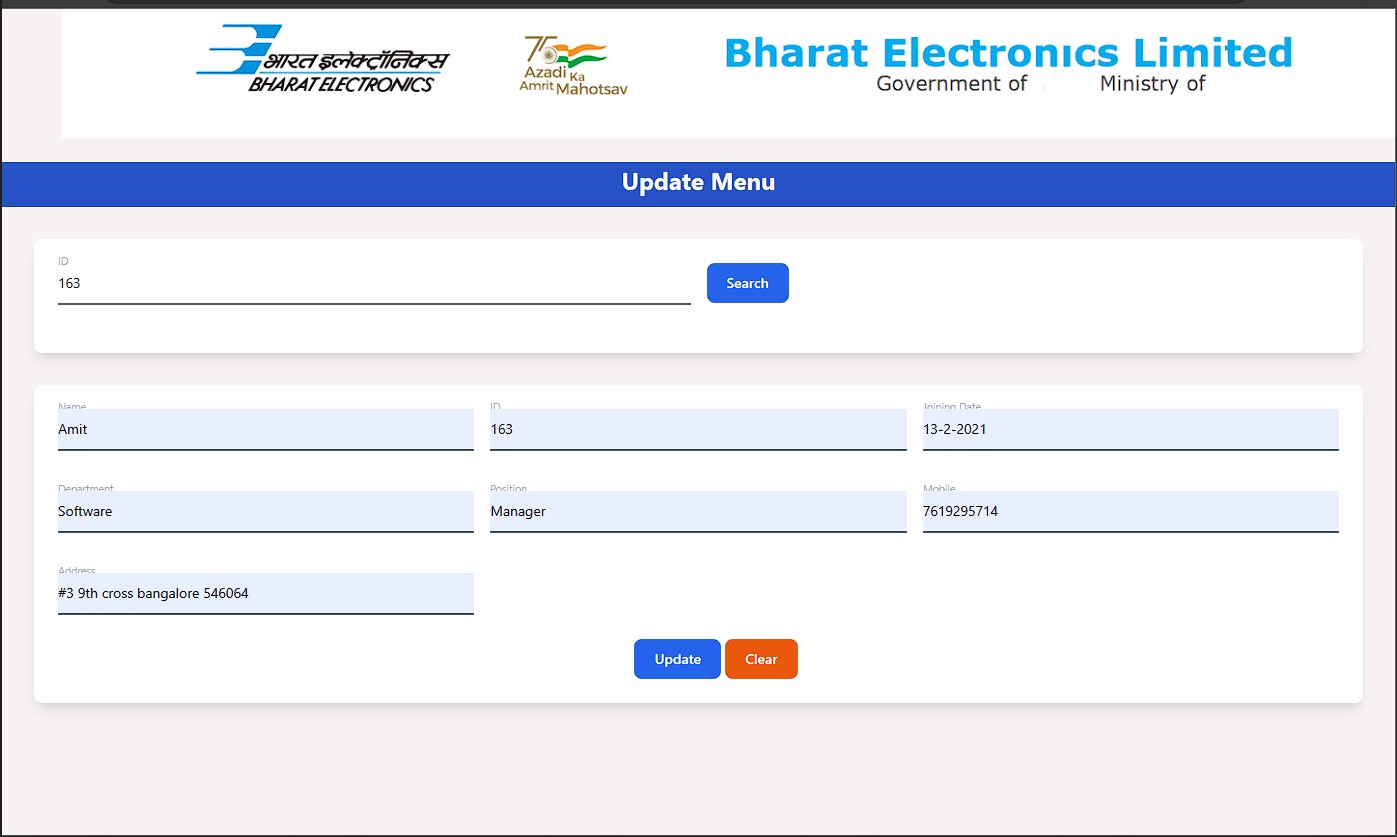 भारत इलेक्ट्रॉनिक्स
BHARAT ELECTRONICS
75
Azadi Ka
Amrit Mahotsav
Bharat Electronics Limited
Government of Ministry of
Update Menu
ID
163
Search
Name ID Joining Date
Amit 163 13-2-2021
Department Position Mobile
Software Manager 7619295714
Address
#3 9th cross bangalore 546064
Update Clear